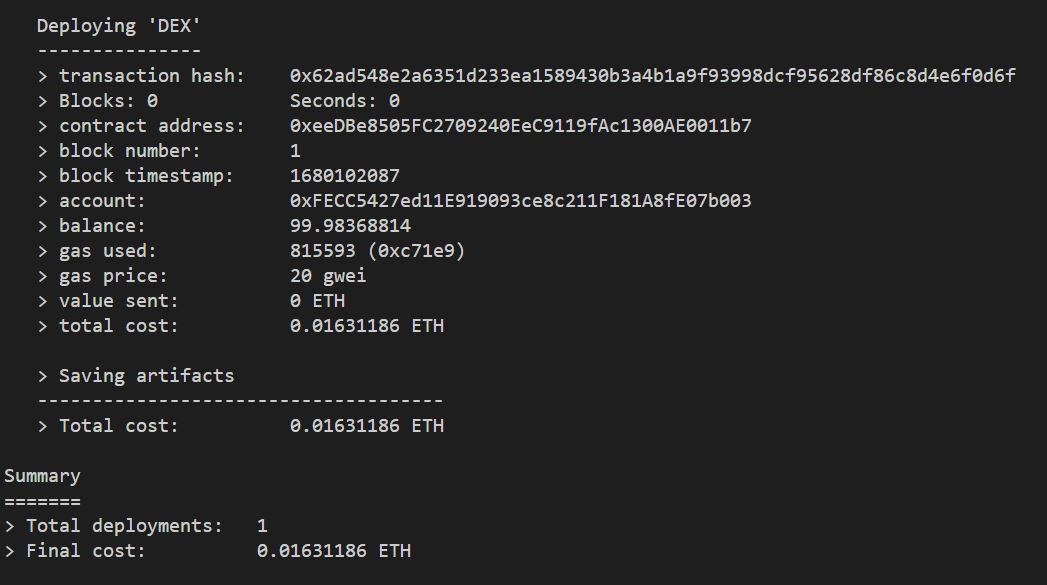 Deploying 'DEX'
---------------
> transaction hash:    0x62ad548e2a6351d233ea1589430b3a4b1a9f93998dcf95628df86c8d4e6f0d6f
> Blocks: 0            Seconds: 0
> contract address:    0xeeDBe8505FC2709240EeC9119fAc1300AE0011b7
> block number:        1
> block timestamp:     1680102087
> account:             0xFECC5427ed11E919093ce8c211F181A8fE07b003
> balance:             99.98368814
> gas used:            815593 (0xc71e9)
> gas price:           20 gwei
> value sent:          0 ETH
> total cost:          0.01631186 ETH
> Saving artifacts
-------------------------------------
> Total cost:          0.01631186 ETH
Summary
=======
> Total deployments:   1
> Final cost:          0.01631186 ETH